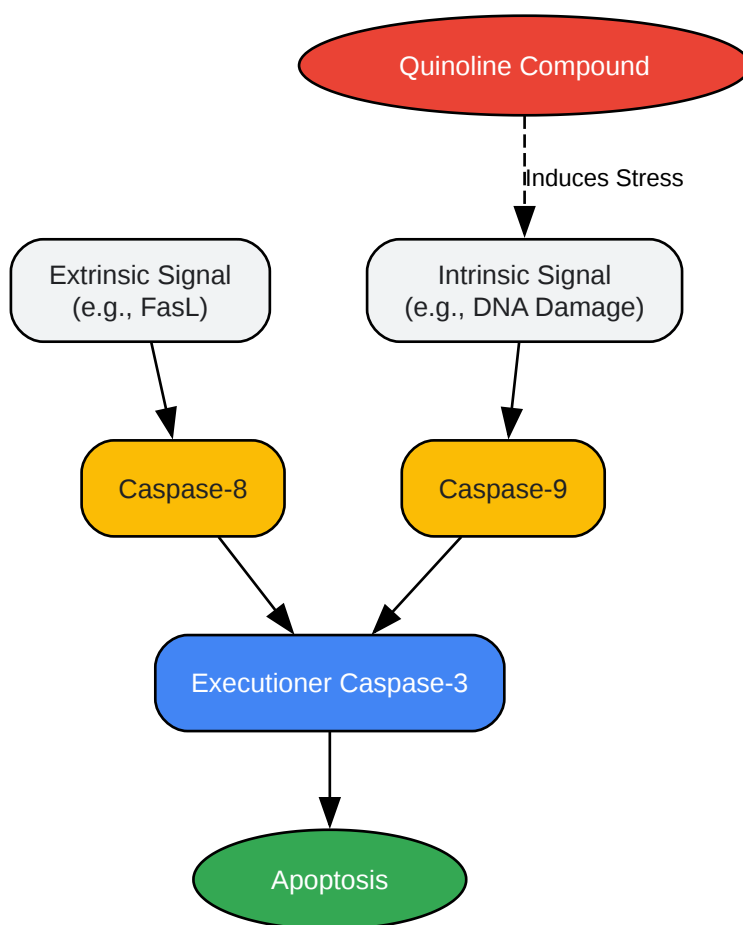 Quinoline Compound
Induces Stress
Extrinsic Signal
(e.g., FasL)
Intrinsic Signal
(e.g., DNA Damage)
Caspase-8
Caspase-9
Executioner Caspase-3
Apoptosis